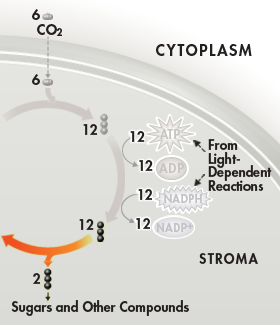 6
CO2
CYTOPLASM
6
12
12 ATP
From
Light-
Dependent
Reactions
12 ADP
12 NADPH
12 NADP+
12
STROMA
2
Sugars and Other Compounds